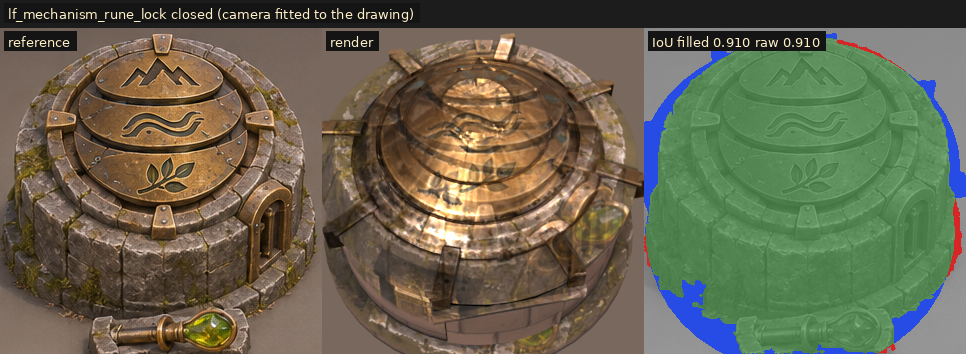 lf_mechanism_rune_lock closed (camera fitted to the drawing)
reference
render
IoU filled 0.910 raw 0.910